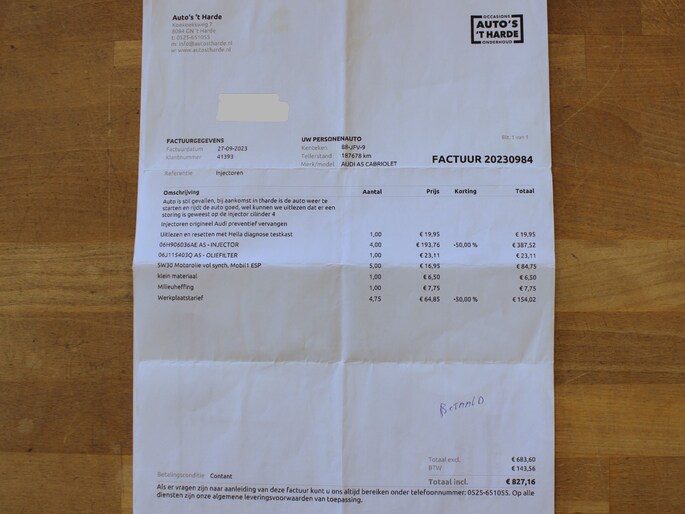 Auto's 't Harde
Koekoeksweg 7
8084 CN 't Harde
t: 0525-651055
m: info@autostharde.nl
w: www.autostharde.nl
OCCASIONS
AUTO'S
'T HARDE
ONDERHOUD
Blz. 1 van 1
FACTUURGEGEVENS
Factuurdatum 27-09-2023
Klantnummer 41393
Referentie Injectoren
UW PERSONENAUTO
Kenteken 88-JFV-9
Tellerstand 187678 km
Merk/model AUDI A5 CABRIOLET
FACTUUR 20230984
Omschrijving Aantal Prijs Korting Totaal
Auto is stil gevallen, bij aankomst in tharde is de auto weer te
starten en rijdt de auto goed, wel kunnen we uitlezen dat er een
storing is geweest op de injector cilinder 4
Injectoren origineel Audi preventief vervangen
Uitlezen en resetten met Hella diagnose testkast 1,00 € 19,95 € 19,95
06H906036AE A5 - INJECTOR 4,00 € 193,76 -50,00 % € 387,52
06J115403Q A5 - OLIEFILTER 1,00 € 23,11 € 23,11
5W30 Motorolie vol synth. Mobil1 ESP 5,00 € 16,95 € 84,75
klein materiaal 1,00 € 6,50 € 6,50
Milieuheffing 1,00 € 7,75 € 7,75
Werkplaatstarief 4,75 € 64,85 -50,00 % € 154,02
BETAALD
Totaal excl. € 683,60
BTW. € 143,56
Betalingsconditie Contant
Totaal incl. € 827,16
Als er vragen zijn naar aanleiding van deze factuur kunt u ons altijd bereiken onder telefoonnummer: 0525-651055. Op alle
diensten zijn onze algemene leveringsvoorwaarden van toepassing.